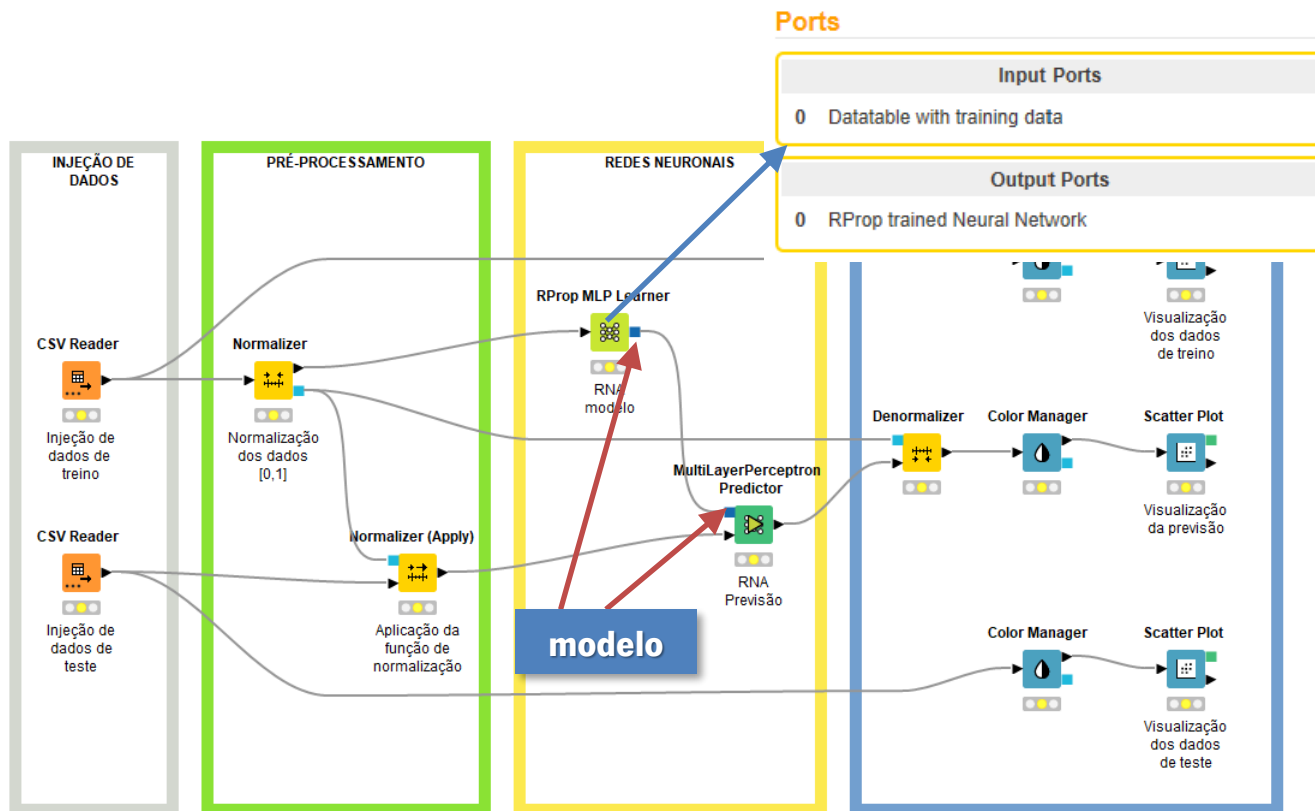 Ports
Input Ports
0 Datatable with training data
Output Ports
0 RProp trained Neural Network
INJEÇÃO DE
DADOS
PRÉ-PROCESSAMENTO
REDES NEURONAIS
CSV Reader
Injeção de
dados de
treino
CSV Reader
Injeção de
dados de
teste
Normalizer
Normalização
dos dados
[0,1]
Normalizer (Apply)
Aplicação da
função de
normalização
RProp MLP Learner
RNA
modelo
MultiLayerPerceptron
Predictor
RNA
Previsão
modelo
Visualização
dos dados
de treino
Denormalizer
Color Manager
Scatter Plot
Visualização
da previsão
Color Manager
Scatter Plot
Visualização
dos dados
de teste